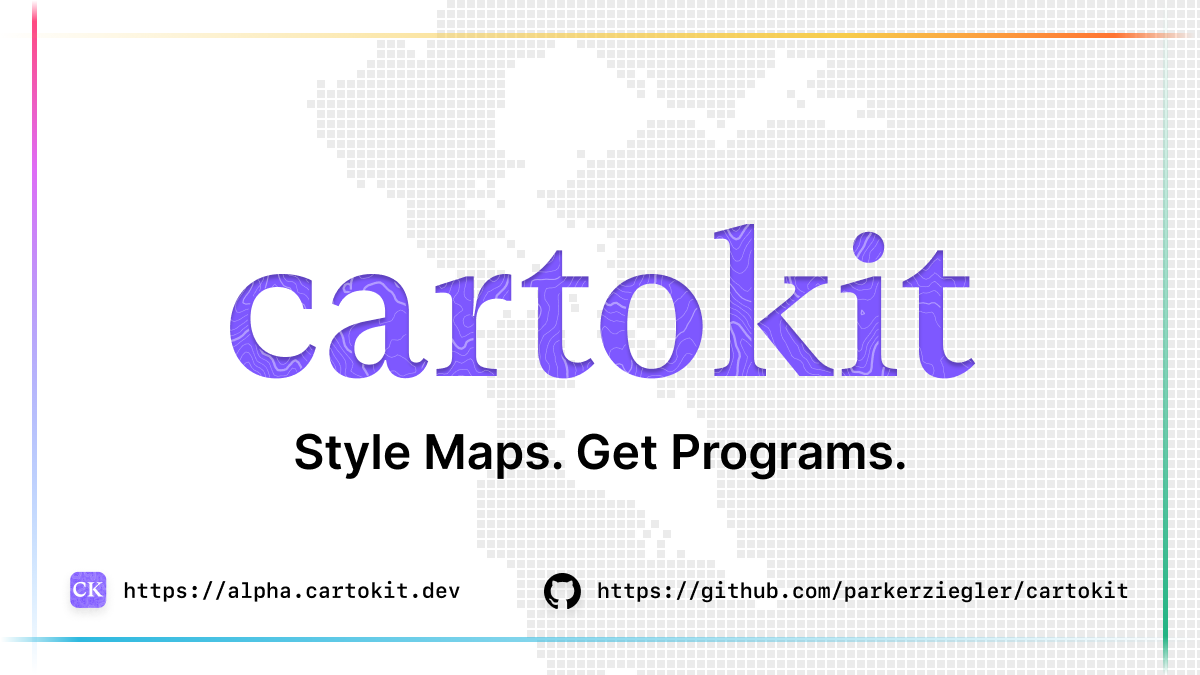 cartokit
Style Maps. Get Programs.
CK https://alpha.cartokit.dev
https://github.com/parkerziegler/cartokit